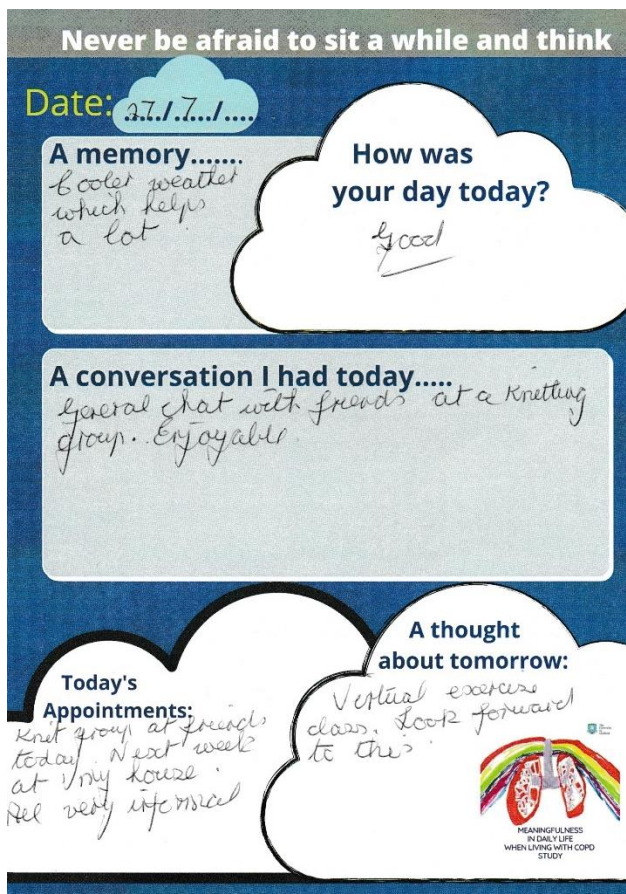 Never be afraid to sit a while and think
Date: 27/.7../.....
A memory.......
Cooler weather
which helps
a lot.
How was
your day today?
Good
A conversation I had today.....
General chat with friends at a Knitting
group. Enjoyable.
Today's
Appointments:
Knit group at friends
today. Next week
at my house.
All very informal
A thought
about tomorrow:
Virtual exercise
class. Look forward
to this.
MEANINGFULNESS
IN DAILY LIFE
WHEN LIVING WITH COPD
STUDY